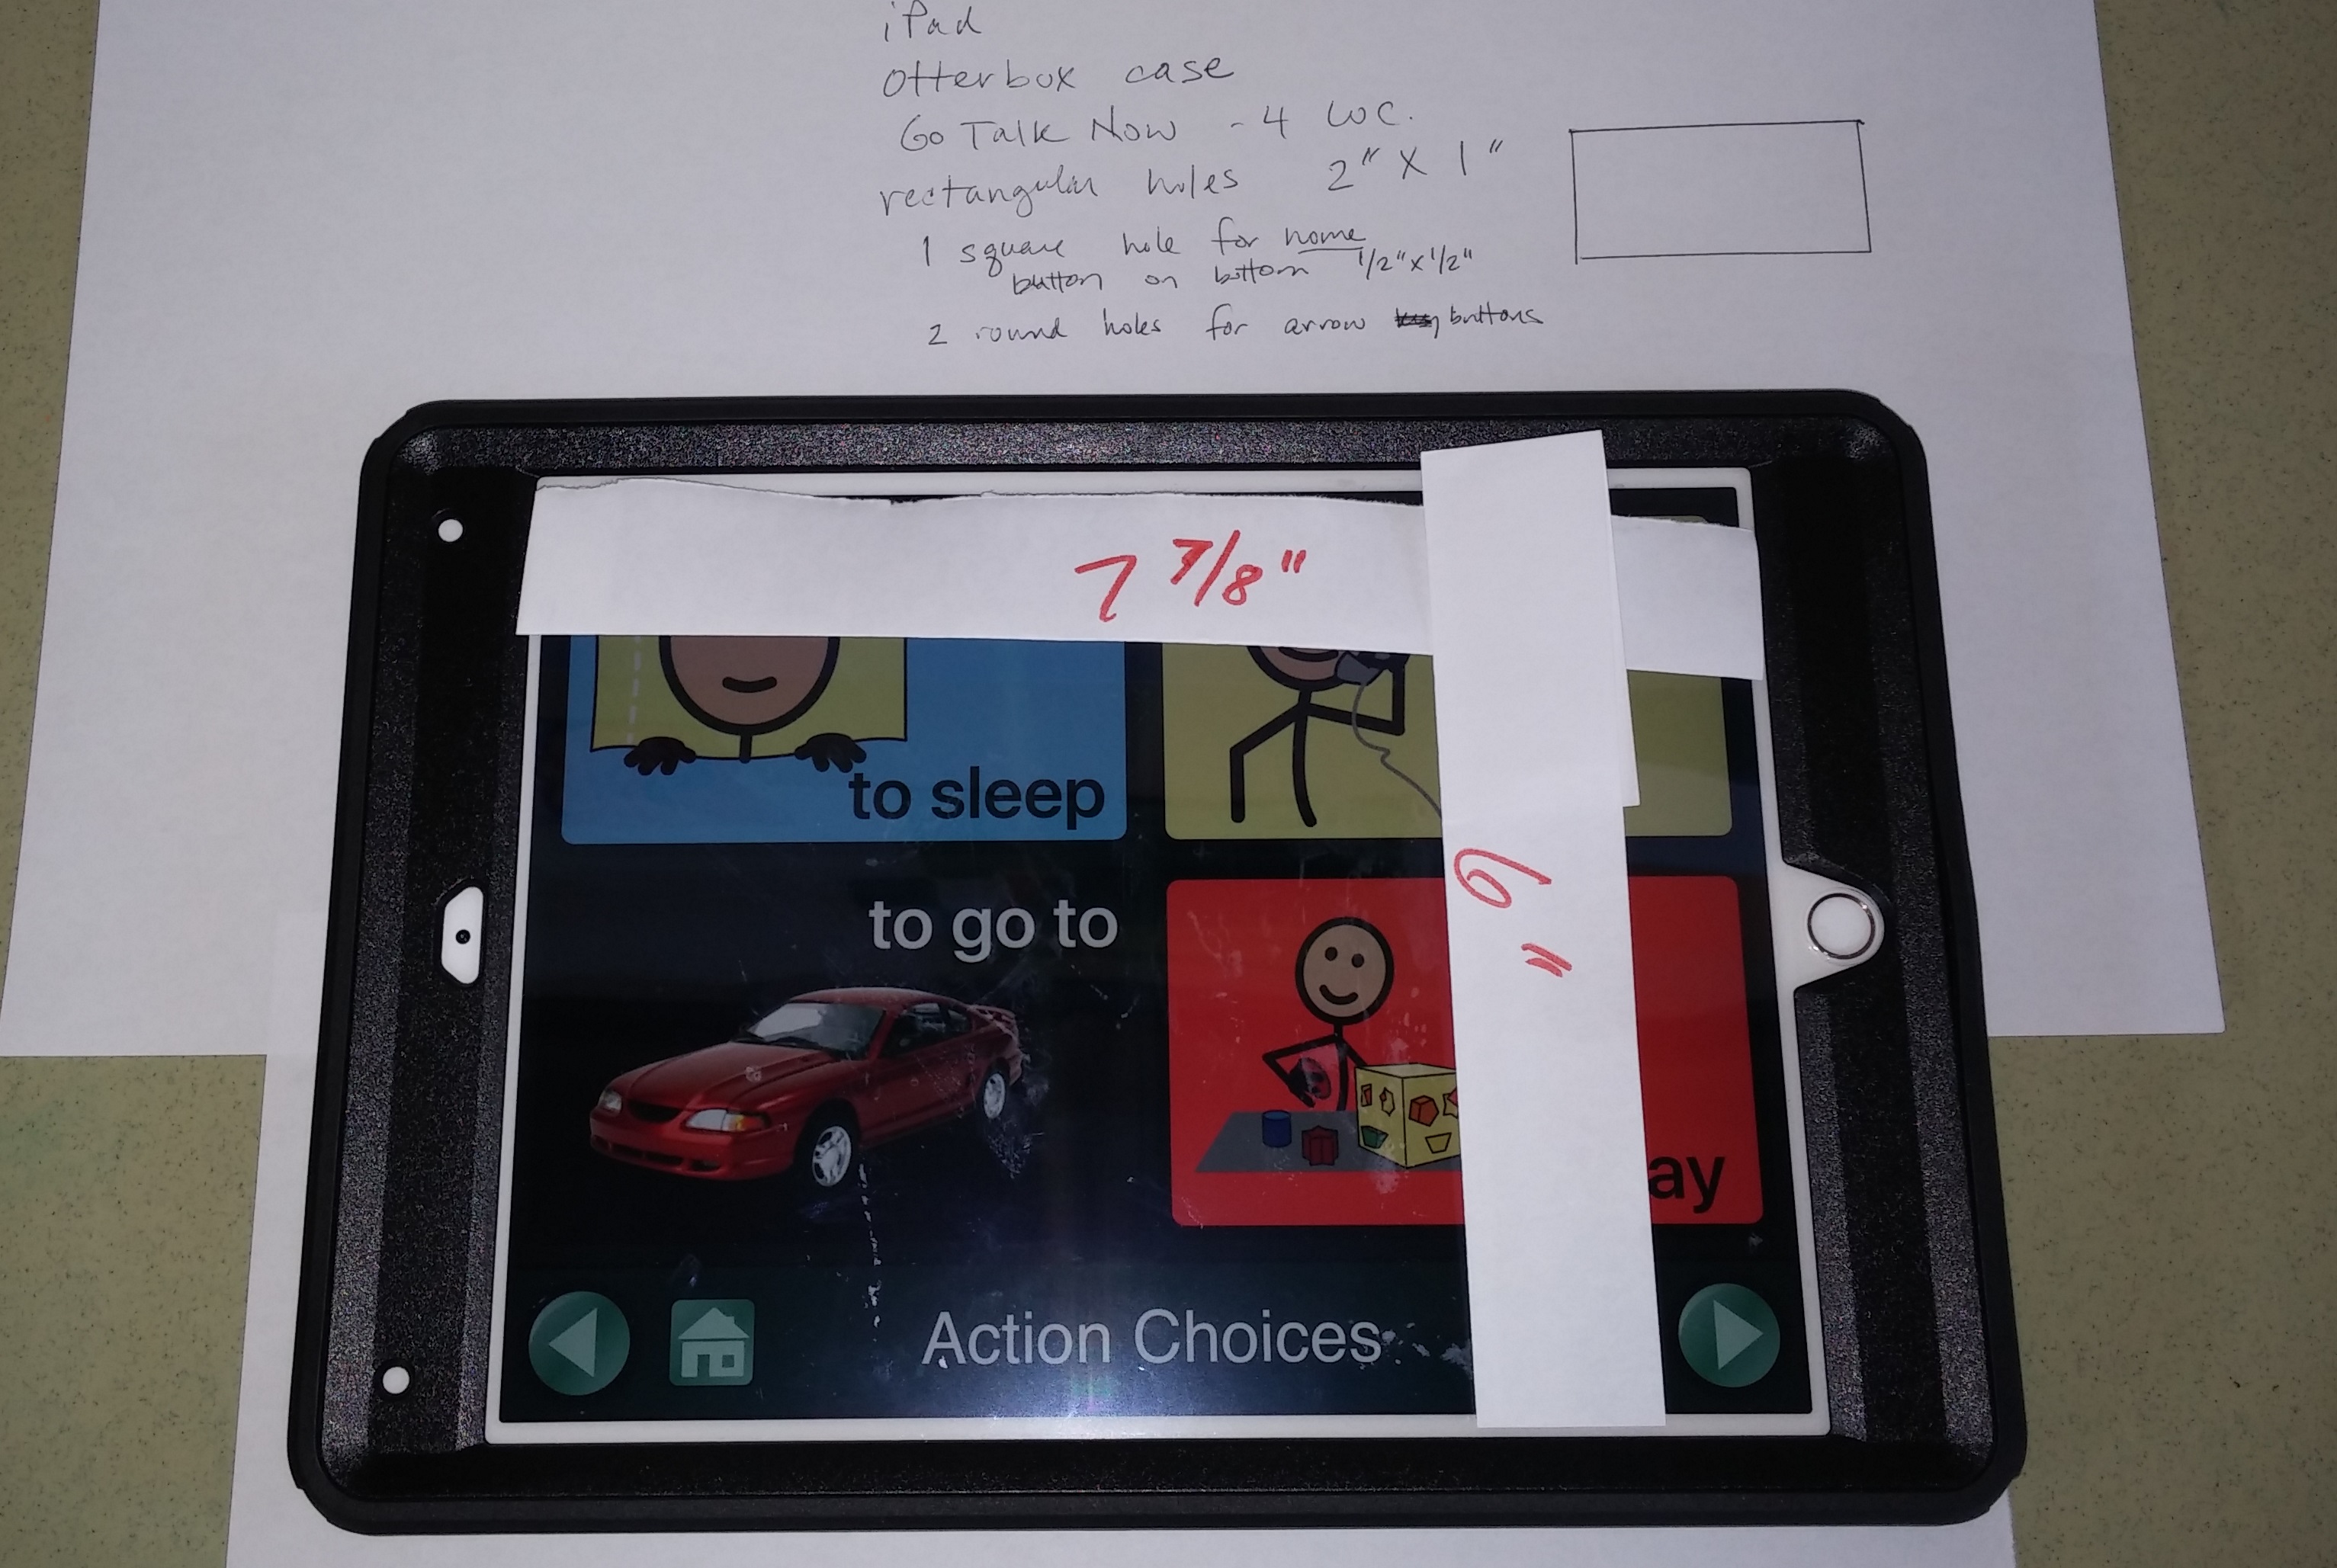 iPad
Otterbox case
Go Talk Now - 4 loc.
rectangular holes 2" X 1"
1 square hole for home
button on bottom 1/2" x 1/2"
2 round holes for arrow buttons
7 7/8"
6"
to sleep
to go to
ay
Action Choices